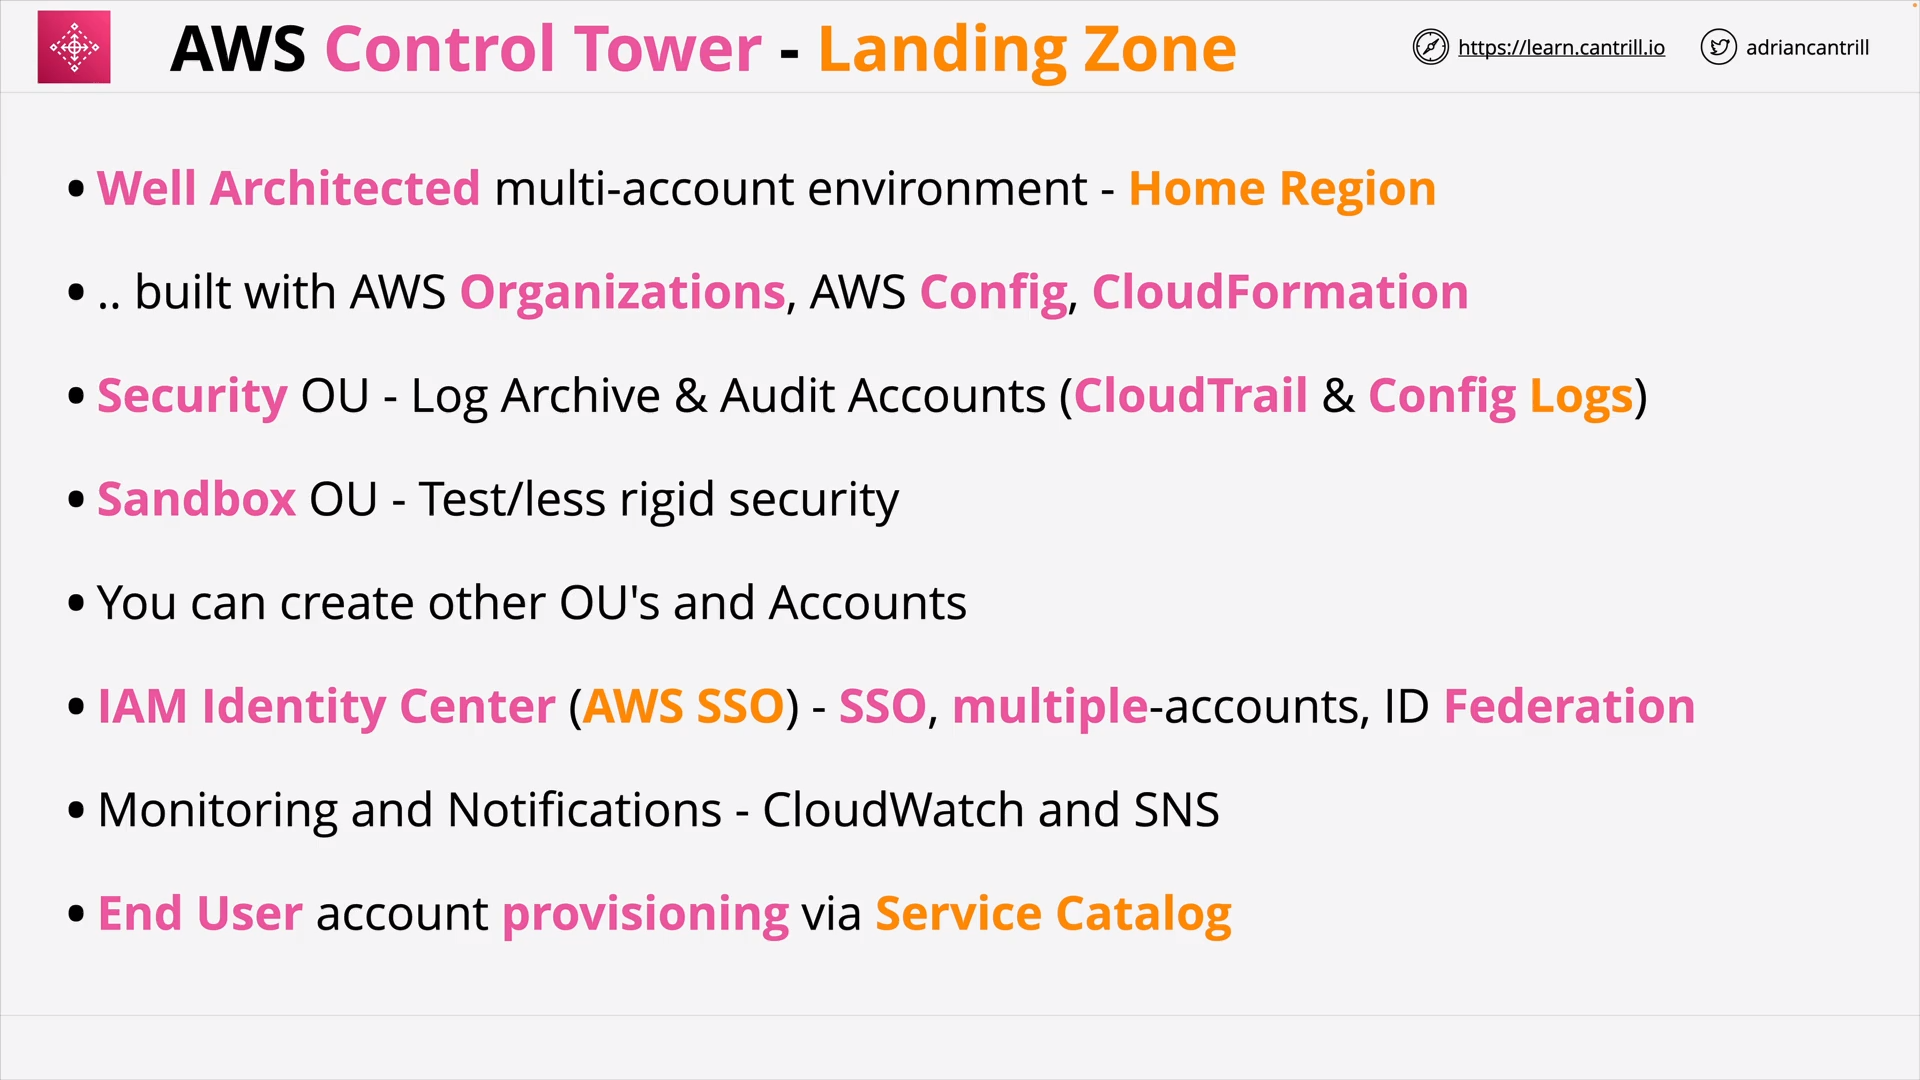 AWS Control Tower - Landing Zone
https://learn.cantrill.io
adriancantrill
• Well Architected multi-account environment - Home Region
• .. built with AWS Organizations, AWS Config, CloudFormation
• Security OU - Log Archive & Audit Accounts (CloudTrail & Config Logs)
• Sandbox OU - Test/less rigid security
• You can create other OU's and Accounts
• IAM Identity Center (AWS SSO) - SSO, multiple-accounts, ID Federation
• Monitoring and Notifications - CloudWatch and SNS
• End User account provisioning via Service Catalog